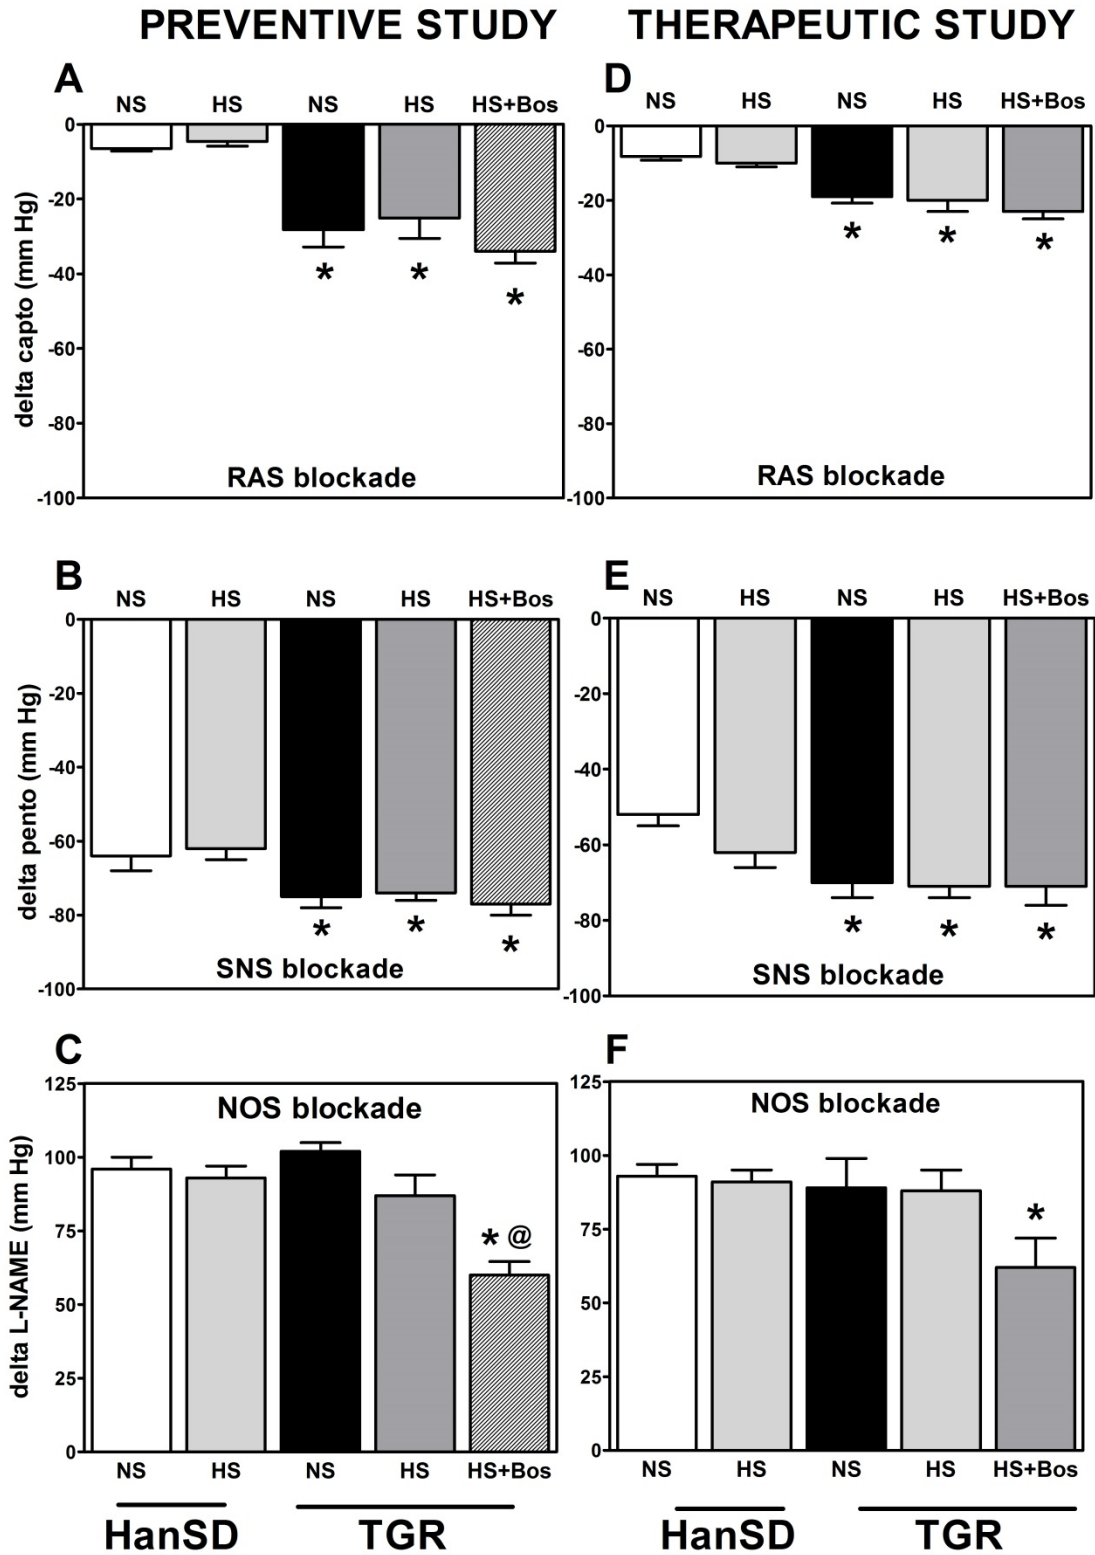 PREVENTIVE STUDY THERAPEUTIC STUDY
A
NS HS NS HS HS+Bos
delta capto (mm Hg)
0
-20
-40
-60
-80
-100
* * *
RAS blockade
D
NS HS NS HS HS+Bos
0
-20
-40
-60
-80
-100
* * *
RAS blockade
B
NS HS NS HS HS+Bos
delta pento (mm Hg)
0
-20
-40
-60
-80
-100
* * *
SNS blockade
E
NS HS NS HS HS+Bos
0
-20
-40
-60
-80
-100
* * *
SNS blockade
C
delta L-NAME (mm Hg)
125
100
75
50
25
0
NOS blockade
* @
NS HS NS HS HS+Bos
HanSD TGR
F
125
100
75
50
25
0
NOS blockade
*
NS HS NS HS HS+Bos
HanSD TGR